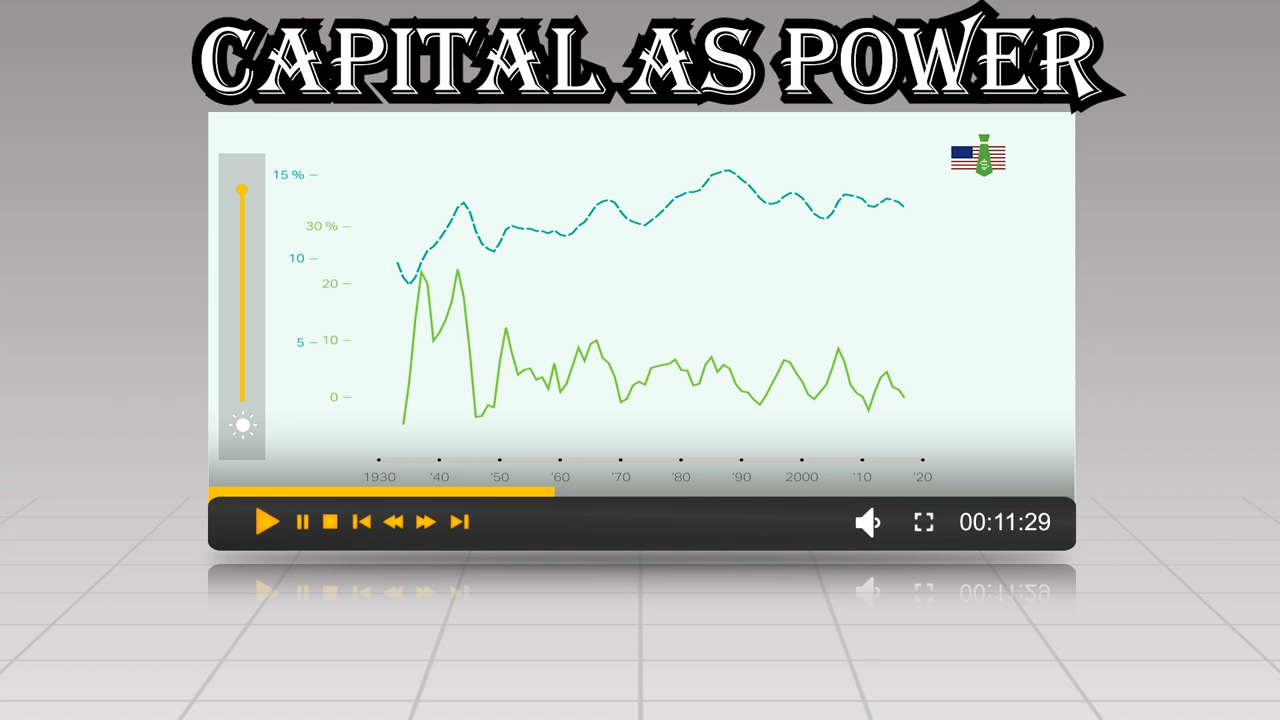 CAPITAL AS POWER
15 % –
30 % –
10 –
20 –
5 –
10 –
0 –
1930 '40 '50 '60 '70 '80 '90 2000 '10 '20
00:11:29